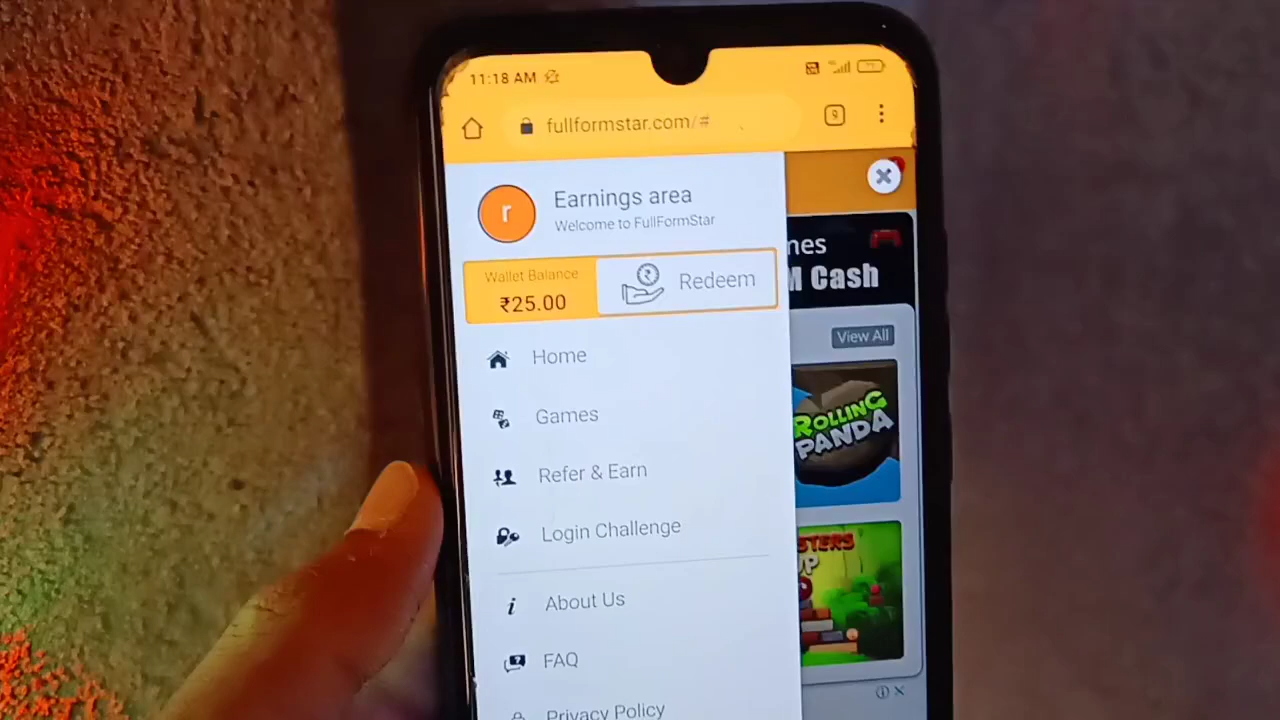 11:18 AM
fullformstar.com/#
9
r
Earnings area
Welcome to FullFormStar
Wallet Balance
₹25.00
Redeem
Cash
View All
Home
Games
ROLLING
PANDA
Refer & Earn
Login Challenge
About Us
FAQ
Privacy Policy